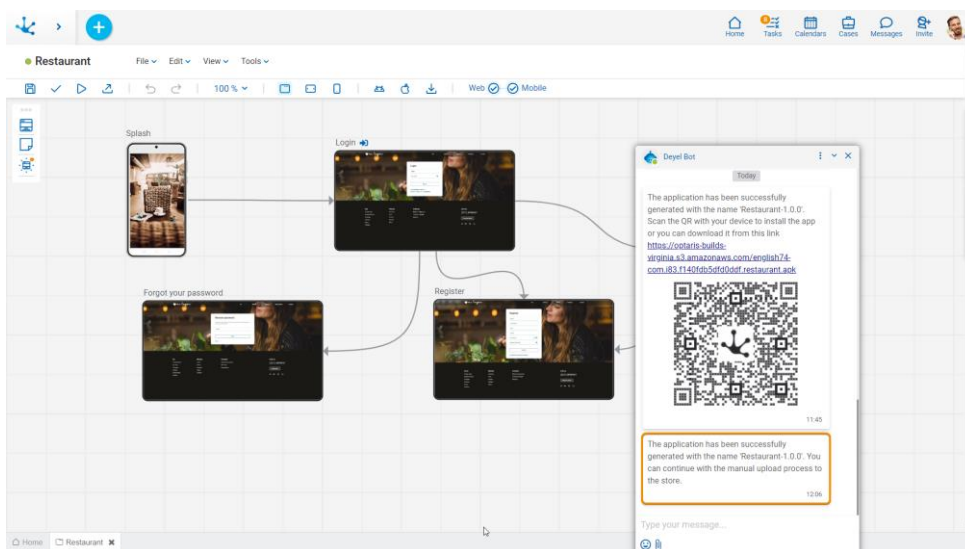 6
Home Tasks Calendars Cases Messages Invite
Restaurant File Edit View Tools
100 % Web Mobile
Splash
Login
Forgot your password
Register
Deyel Bot
Today
The application has been successfully
generated with the name 'Restaurant-1.0.0'.
Scan the QR with your device to install the app
or you can download it from this link
https://optaris-builds-
virginia.s3.amazonaws.com/english74-
com.i83.f140fdb5dfd0ddf.restaurant.apk
11:45
The application has been successfully
generated with the name 'Restaurant-1.0.0'. You
can continue with the manual upload process to
the store.
12:06
Type your message...
Home Restaurant